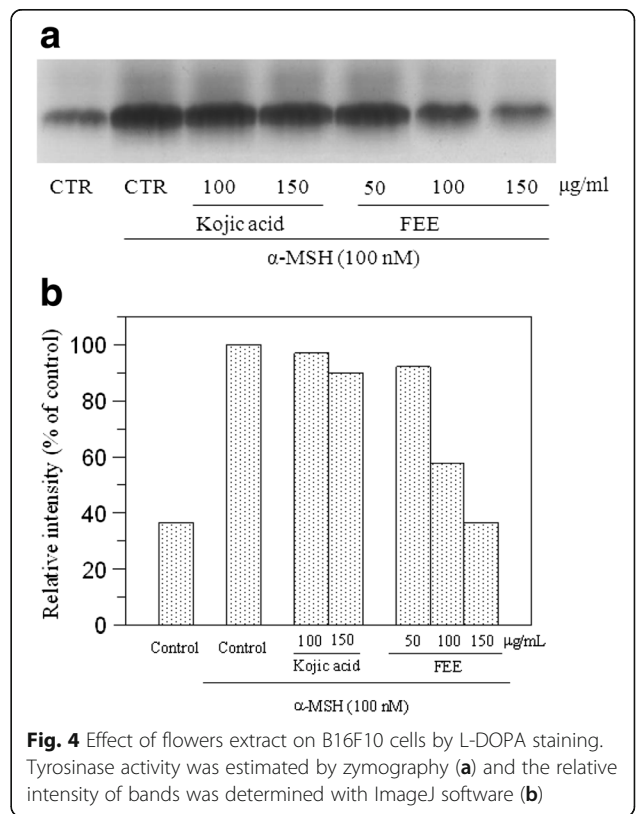 a
CTR CTR 100 150 50 100 150 µg/ml
Kojic acid FEE
α-MSH (100 nM)
b
Relative intensity (% of control)
100
80
60
40
20
0
Control Control 100 150 50 100 150 µg/mL
Kojic acid FEE
α-MSH (100 nM)
Fig. 4 Effect of flowers extract on B16F10 cells by L-DOPA staining.
Tyrosinase activity was estimated by zymography (a) and the relative
intensity of bands was determined with ImageJ software (b)